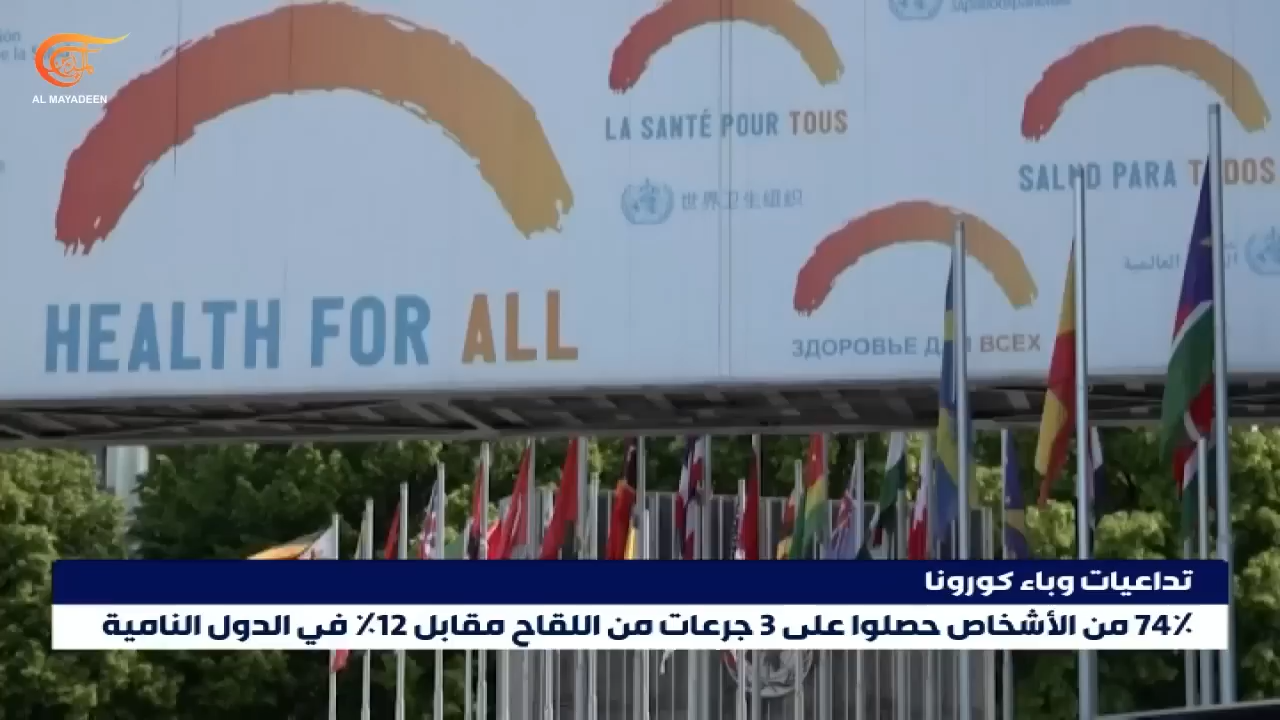 AL MAYADEEN
LA SANTÉ POUR TOUS
SALUD PARA TODOS
世界卫生组织
العالمية
HEALTH FOR ALL
ЗДОРОВЬЕ ДЛЯ ВСЕХ
تداعيات وباء كورونا
74٪ من الأشخاص حصلوا على 3 جرعات من اللقاح مقابل 12٪ في الدول النامية